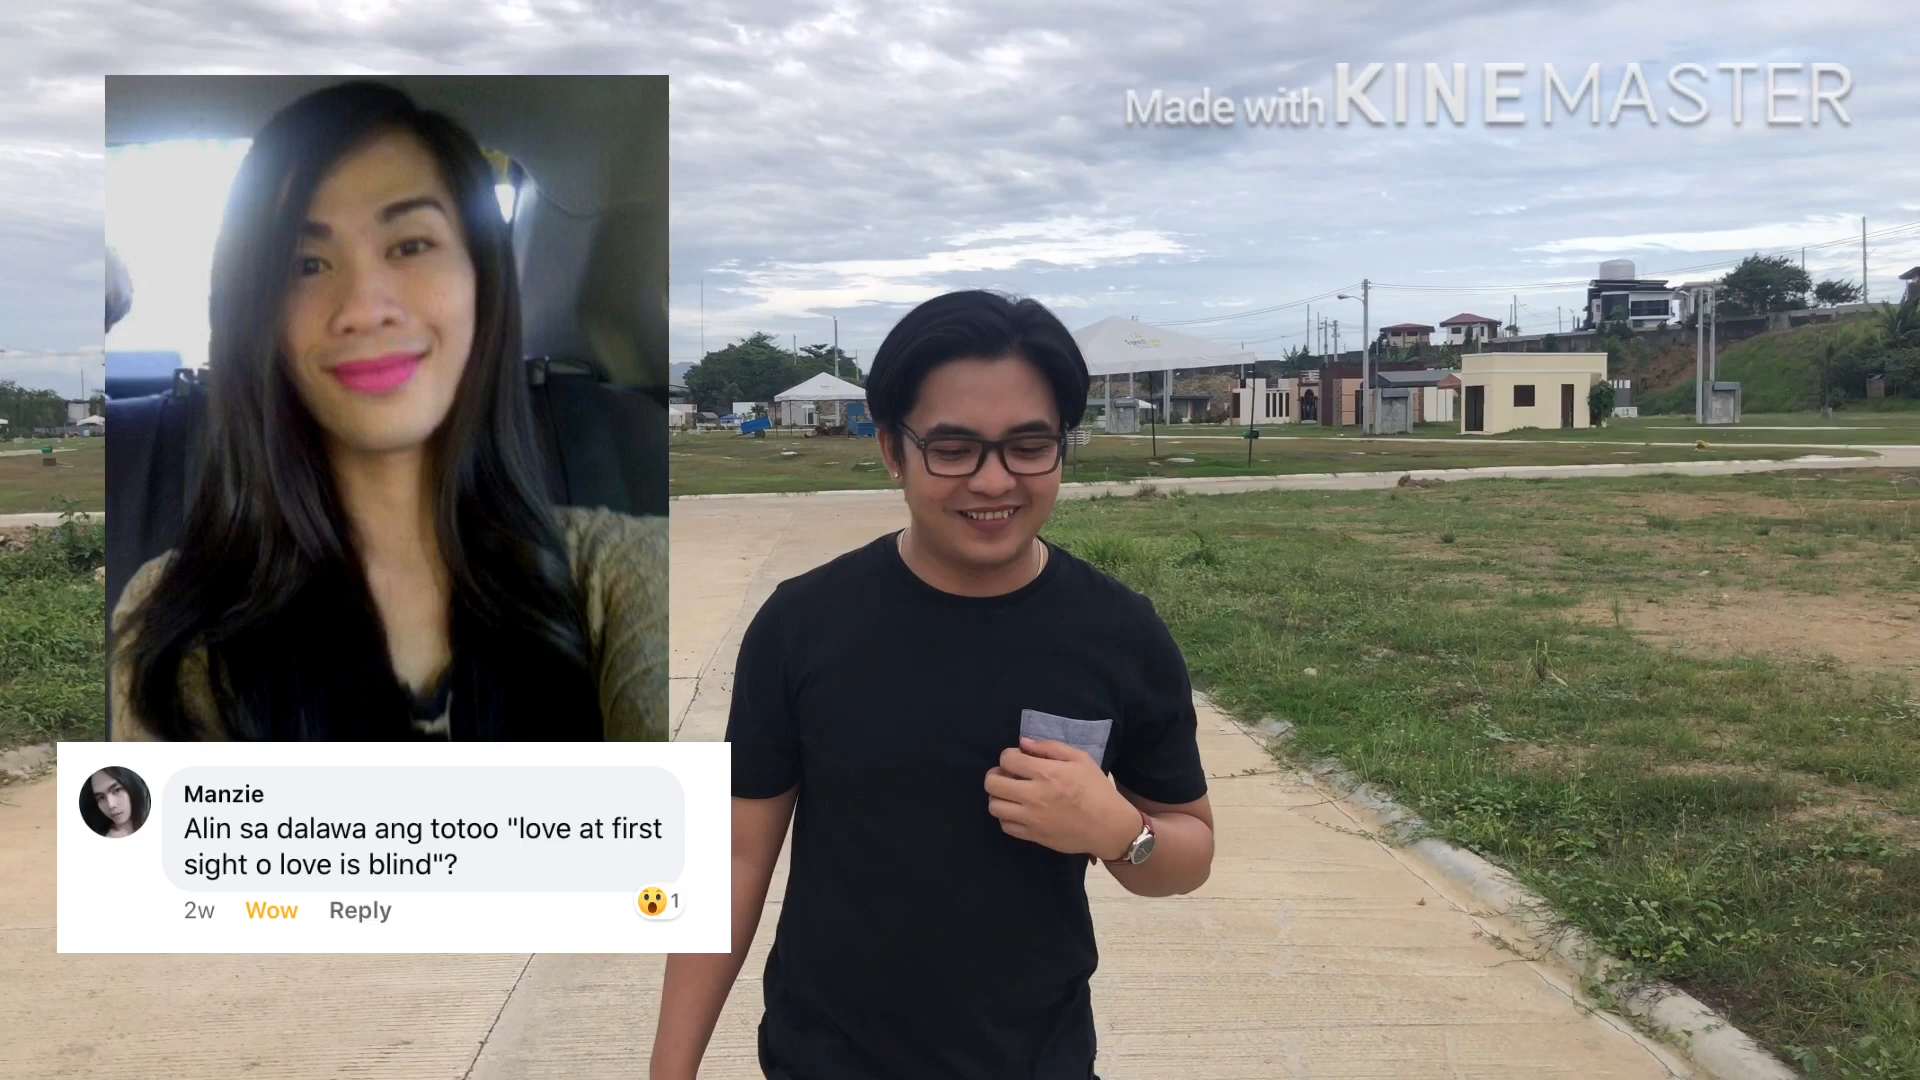 Made with KINEMASTER
Manzie
Alin sa dalawa ang totoo "love at first
sight o love is blind"?
2w Wow Reply
1